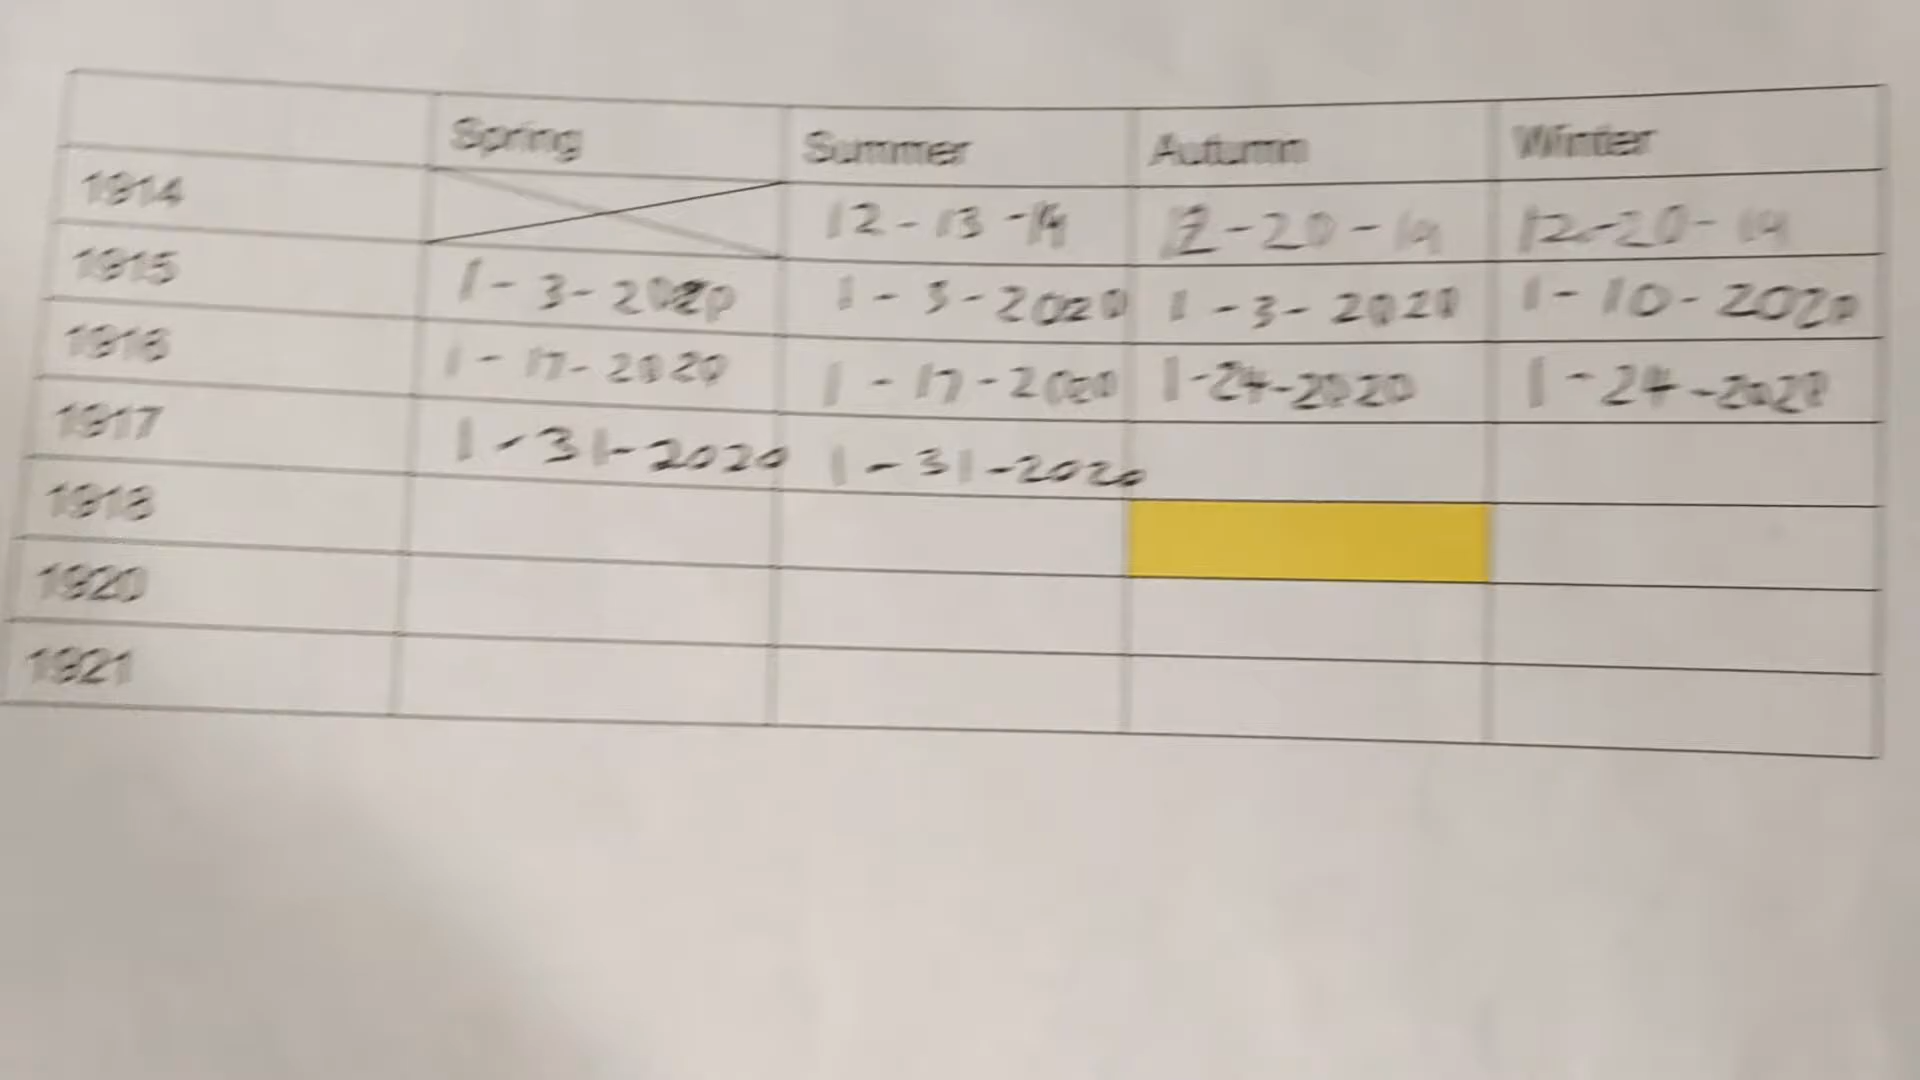 Spring Summer Autumn Winter
1914 12-13-19 12-20-19 12-20-19
1915 1-3-2020 1-3-2020 1-3-2020 1-10-2020
1916 1-17-2020 1-17-2020 1-24-2020 1-24-2020
1917 1-31-2020 1-31-2020
1918
1920
1921